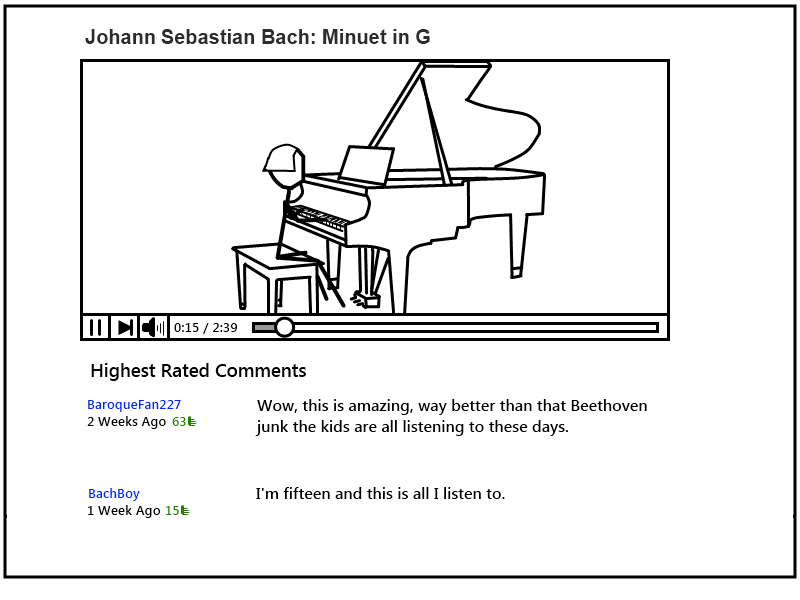 Johann Sebastian Bach: Minuet in G
0:15 / 2:39
Highest Rated Comments
BaroqueFan227
2 Weeks Ago 63
Wow, this is amazing, way better than that Beethoven
junk the kids are all listening to these days.
BachBoy
1 Week Ago 15
I'm fifteen and this is all I listen to.